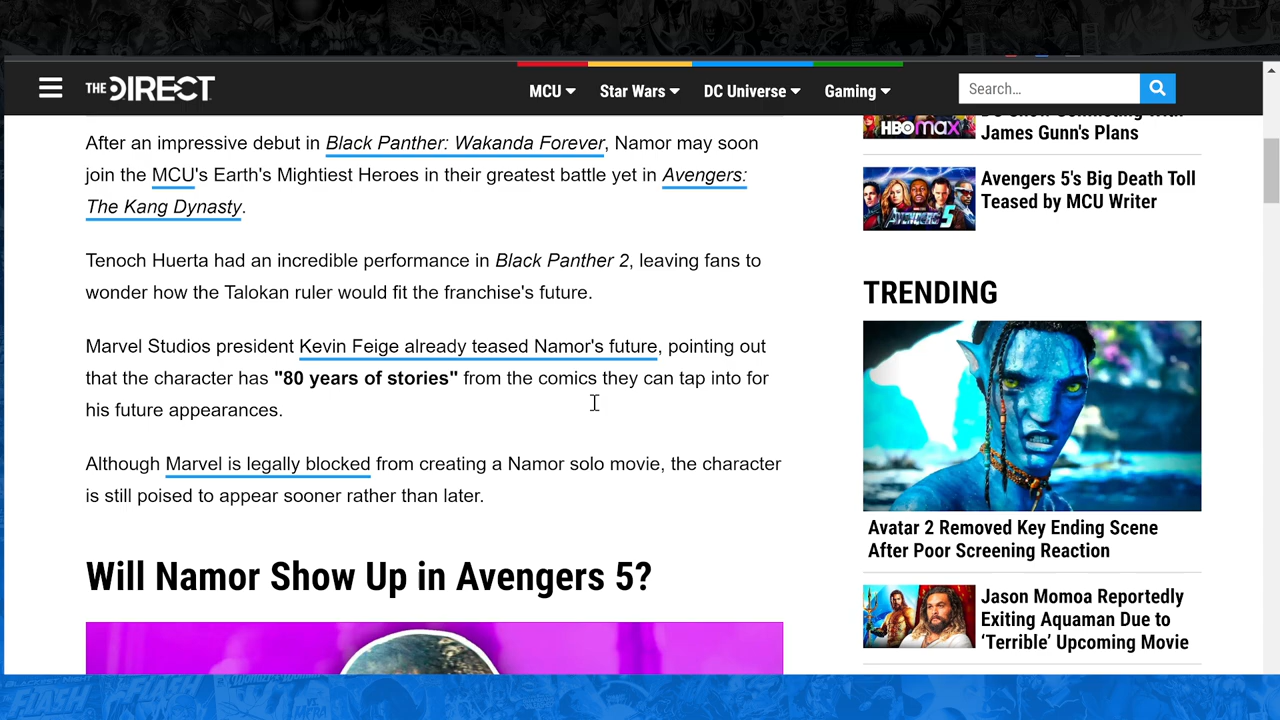 THE DIRECT
MCU
Star Wars
DC Universe
Gaming
Search...
After an impressive debut in Black Panther: Wakanda Forever, Namor may soon
join the MCU's Earth's Mightiest Heroes in their greatest battle yet in Avengers:
The Kang Dynasty.
Tenoch Huerta had an incredible performance in Black Panther 2, leaving fans to
wonder how the Talokan ruler would fit the franchise's future.
Marvel Studios president Kevin Feige already teased Namor's future, pointing out
that the character has "80 years of stories" from the comics they can tap into for
his future appearances.
Although Marvel is legally blocked from creating a Namor solo movie, the character
is still poised to appear sooner rather than later.
Will Namor Show Up in Avengers 5?
HBO max
James Gunn's Plans
AVENGERS 5
Avengers 5's Big Death Toll
Teased by MCU Writer
TRENDING
Avatar 2 Removed Key Ending Scene
After Poor Screening Reaction
Jason Momoa Reportedly
Exiting Aquaman Due to
‘Terrible’ Upcoming Movie